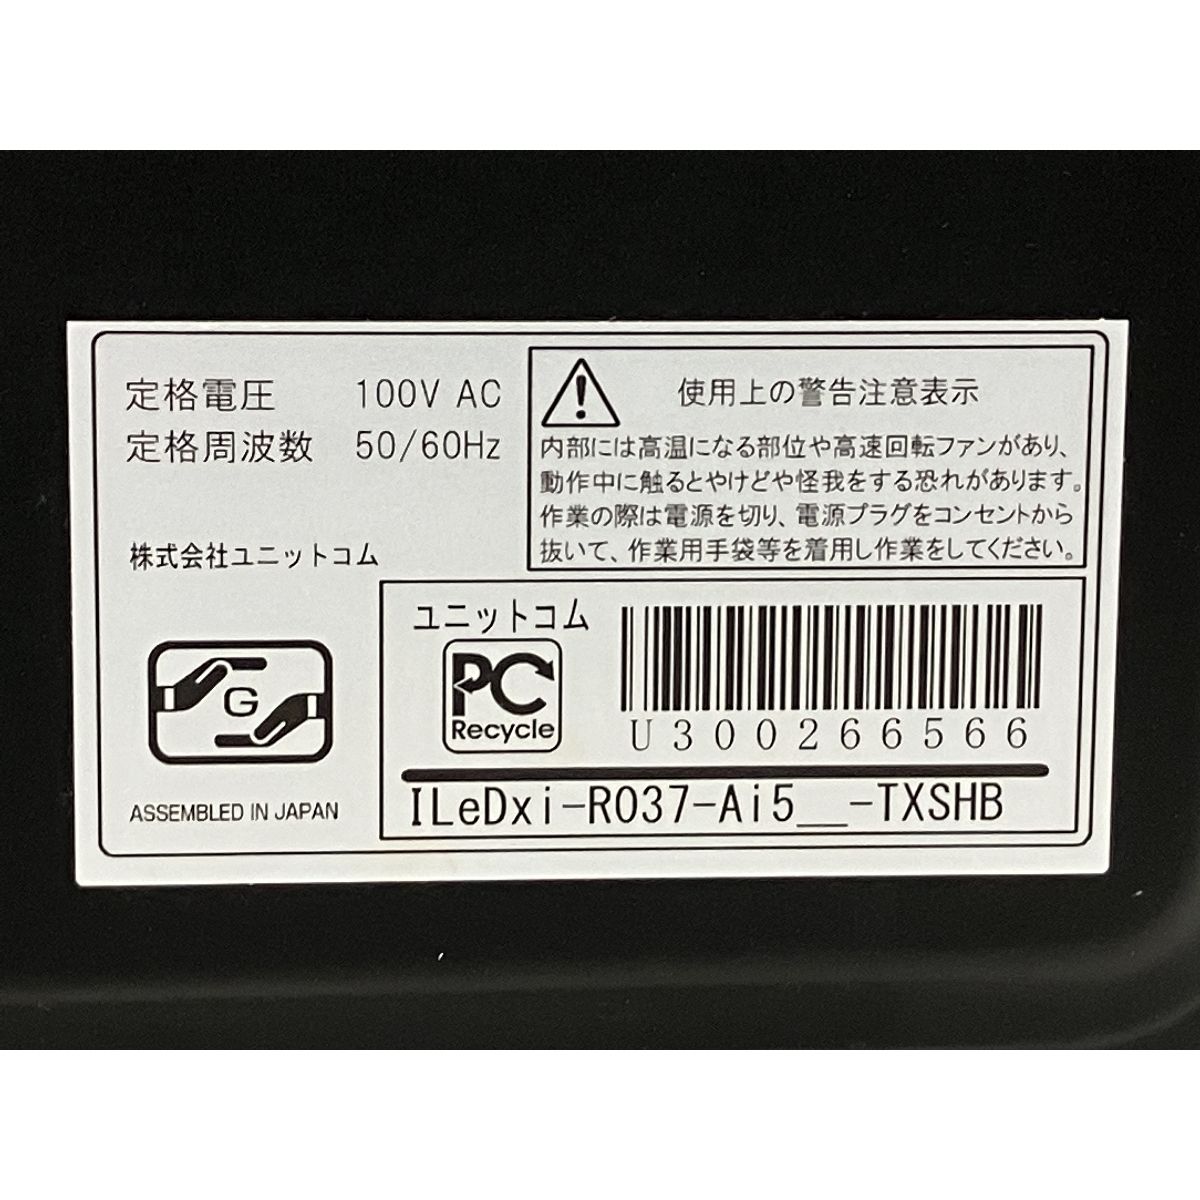 定格電圧 100V AC
定格周波数 50/60Hz
株式会社ユニットコム
G
ASSEMBLED IN JAPAN
使用上の警告注意表示
内部には高温になる部位や高速回転ファンがあり、
動作中に触るとやけどや怪我をする恐れがあります。
作業の際は電源を切り、電源プラグをコンセントから
抜いて、作業用手袋等を着用し作業をしてください。
ユニットコム
PC
Recycle
U300266566
ILeDxi-R037-Ai5__-TXSHB